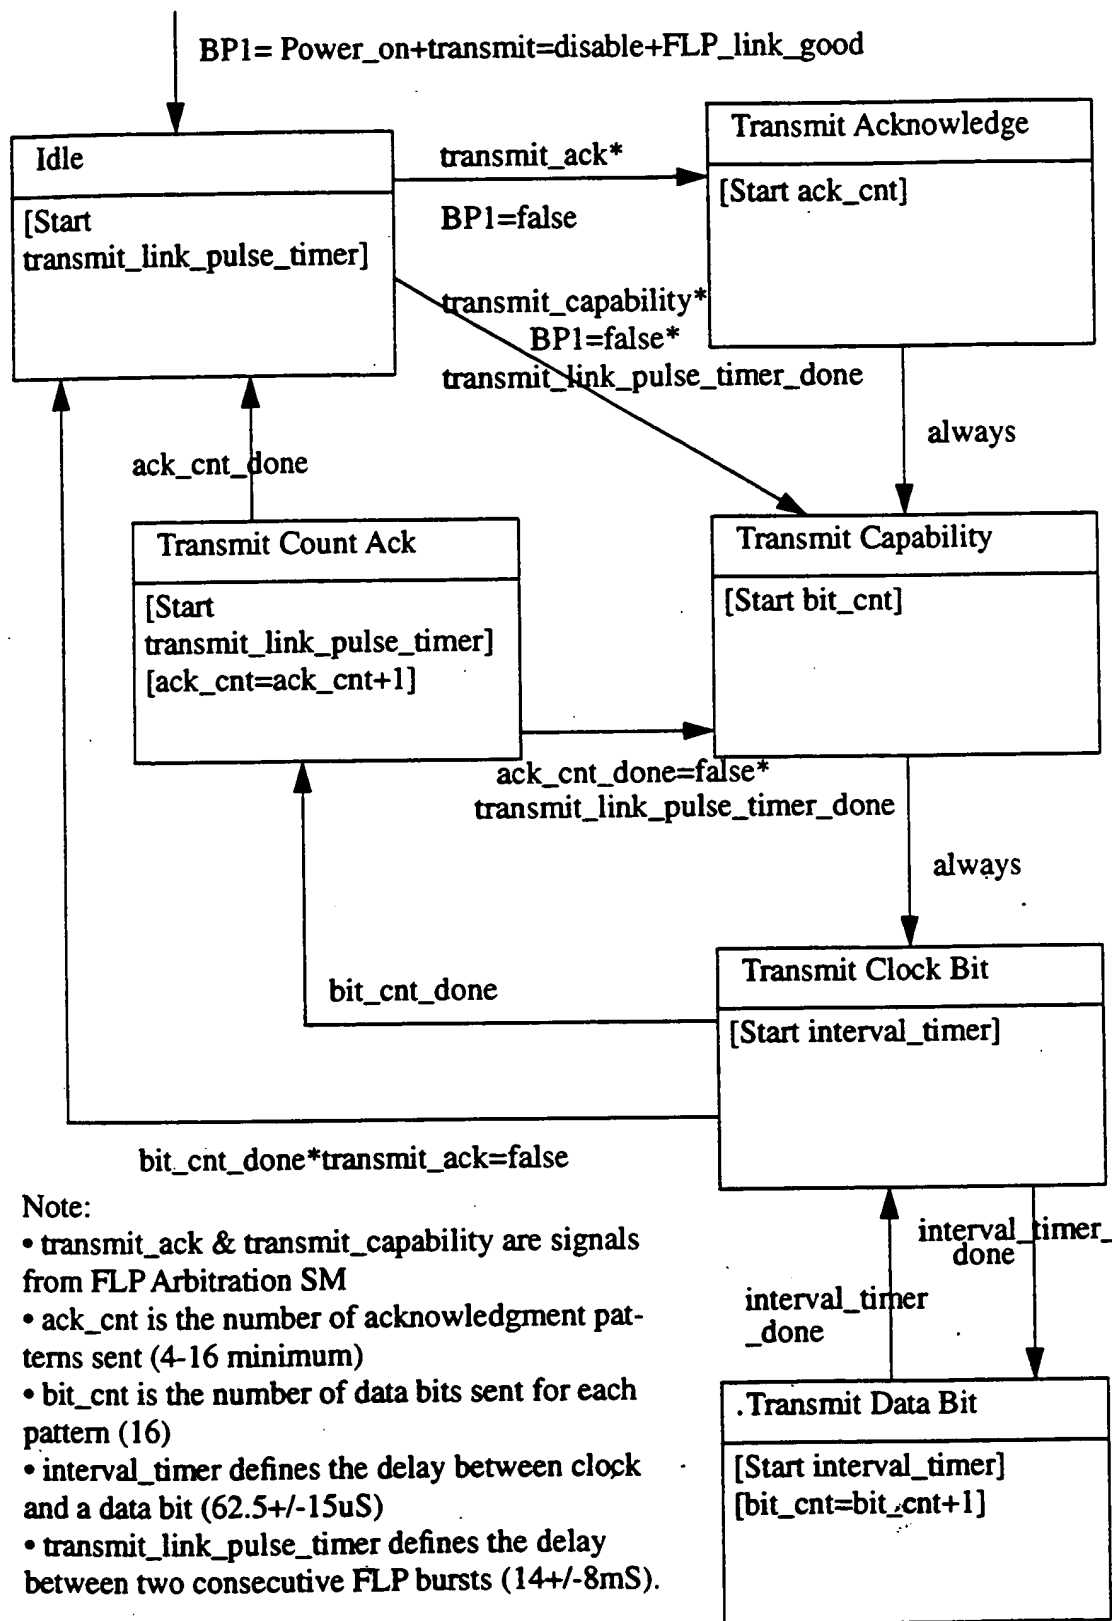 BP1= Power_on+transmit=disable+FLP_link_good
Idle
[Start
transmit_link_pulse_timer]
transmit_ack*
BP1=false
Transmit Acknowledge
[Start ack_cnt]
transmit_capability*
BP1=false*
transmit_link_pulse_timer_done
always
ack_cnt_done
Transmit Count Ack
[Start
transmit_link_pulse_timer]
[ack_cnt=ack_cnt+1]
Transmit Capability
[Start bit_cnt]
ack_cnt_done=false*
transmit_link_pulse_timer_done
always
bit_cnt_done
Transmit Clock Bit
[Start interval_timer]
bit_cnt_done*transmit_ack=false
interval_timer_
done
interval_timer
_done
Transmit Data Bit
[Start interval_timer]
[bit_cnt=bit_cnt+1]
Note:
• transmit_ack & transmit_capability are signals
from FLP Arbitration SM
• ack_cnt is the number of acknowledgment pat-
terns sent (4-16 minimum)
• bit_cnt is the number of data bits sent for each
pattern (16)
• interval_timer defines the delay between clock
and a data bit (62.5+/-15uS)
• transmit_link_pulse_timer defines the delay
between two consecutive FLP bursts (14+/-8mS).